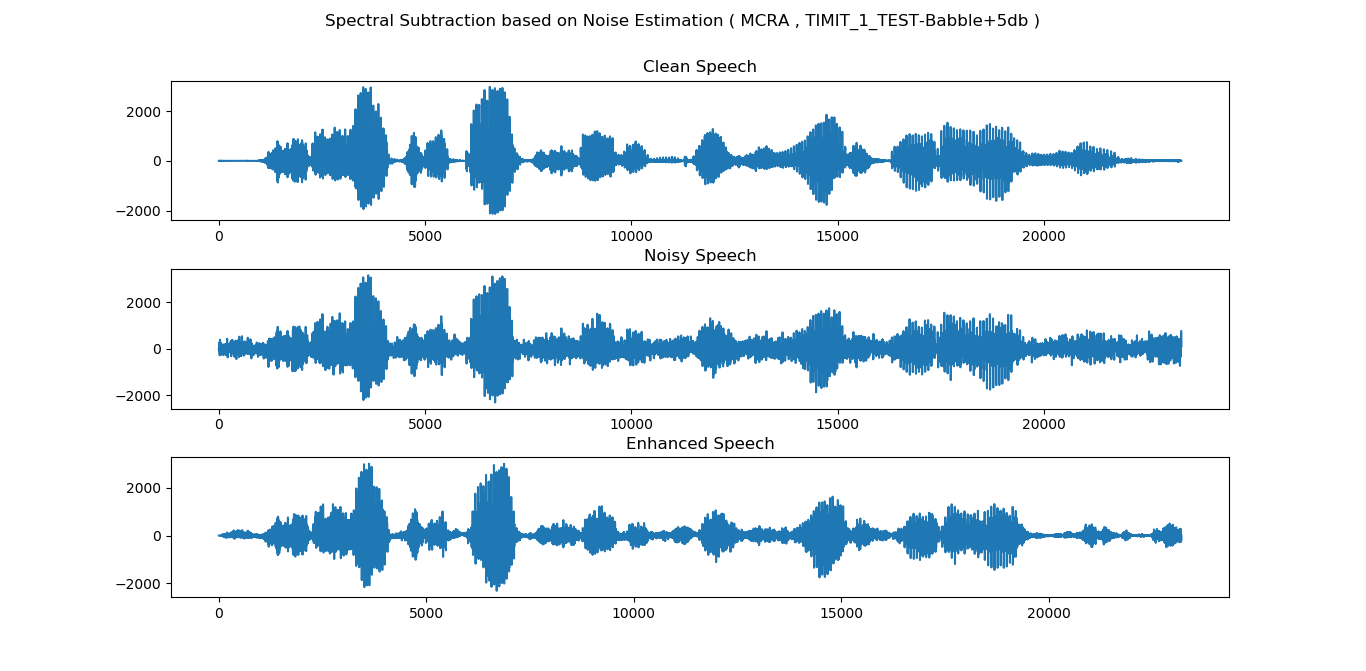 Spectral Subtraction based on Noise Estimation ( MCRA , TIMIT_1_TEST-Babble+5db )
Clean Speech
2000
0
−2000
0 5000 10000 15000 20000
Noisy Speech
2000
0
−2000
0 5000 10000 15000 20000
Enhanced Speech
2000
0
−2000
0 5000 10000 15000 20000